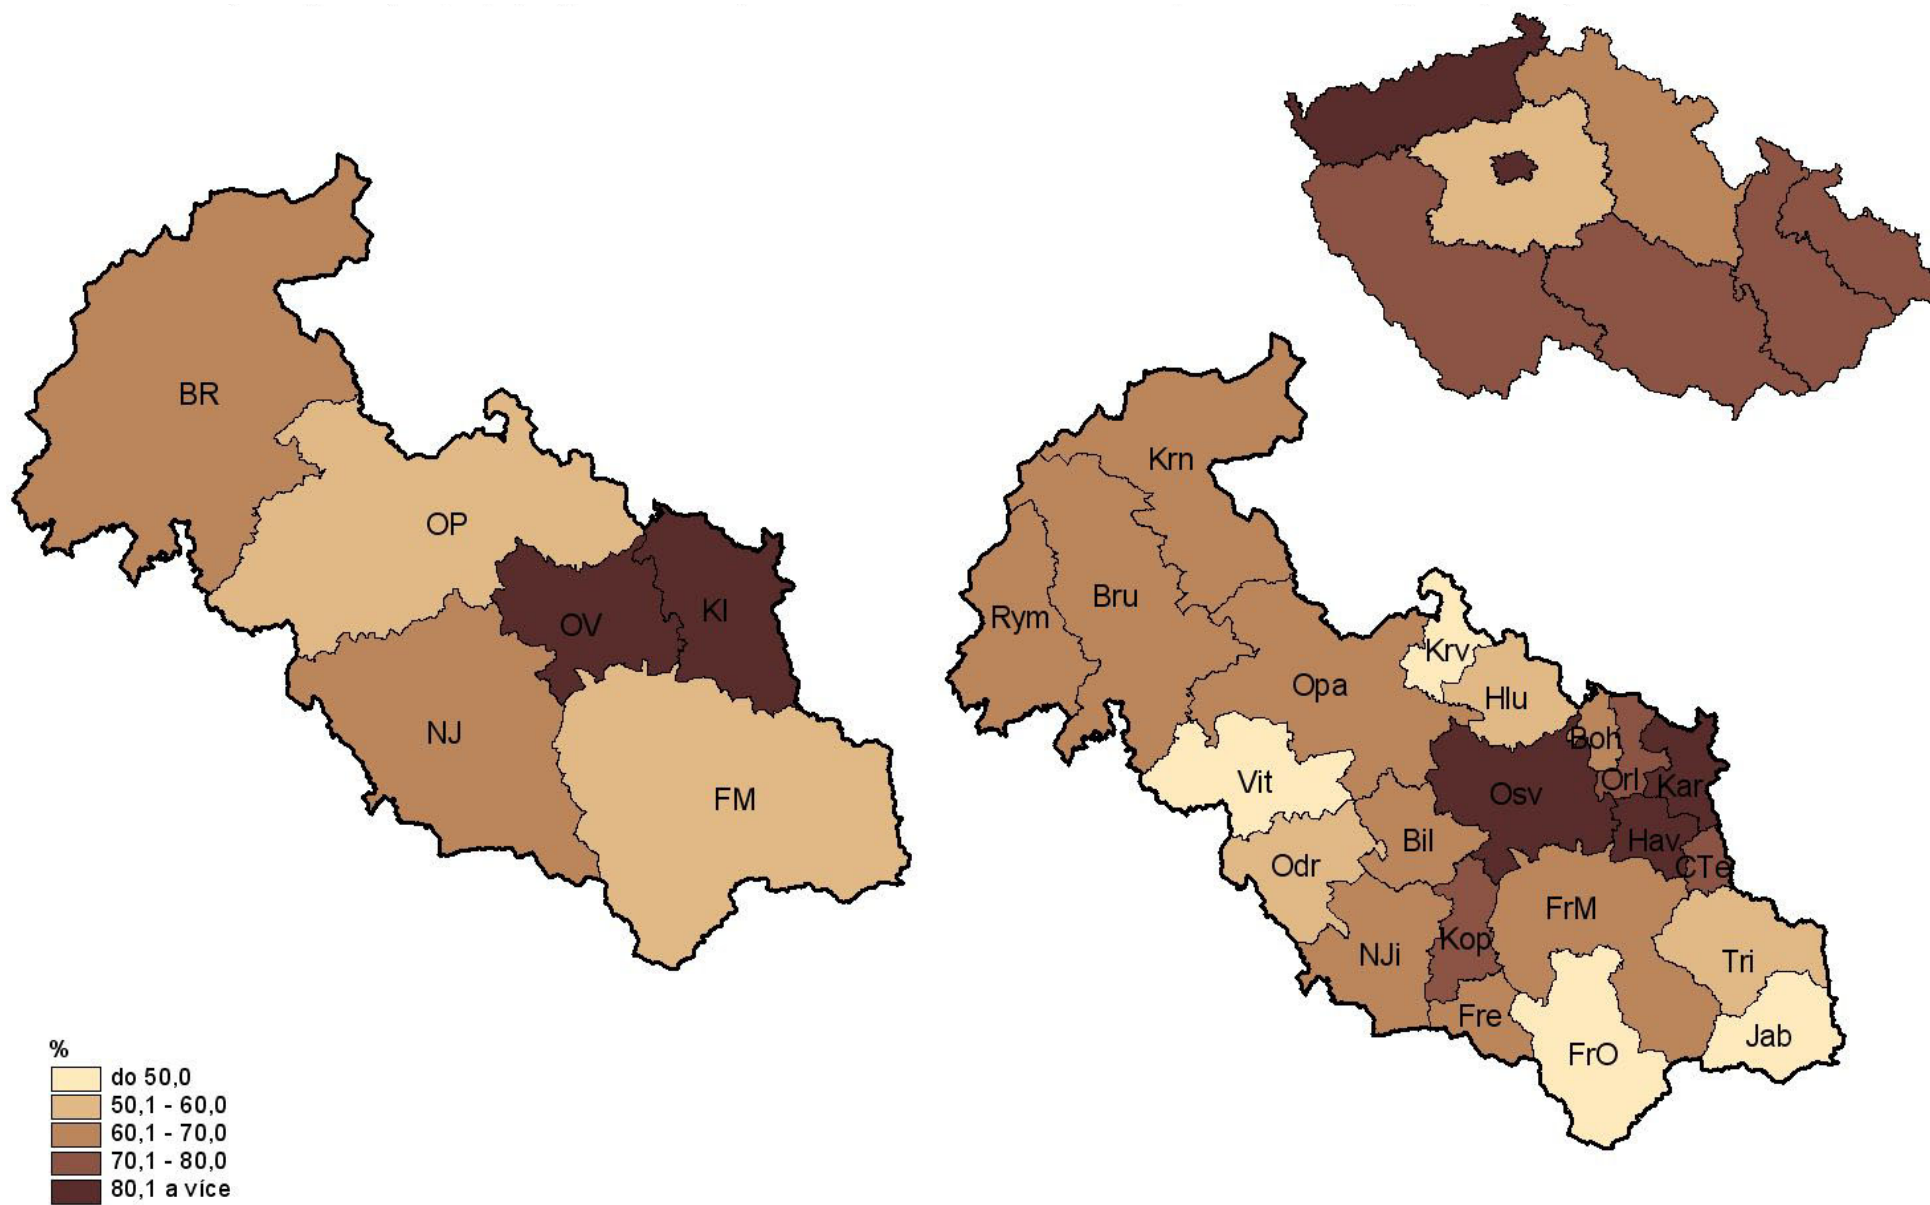 BR
OP
OV
KI
NJ
FM
Krn
Bru
Rym
Krv
Opa
Hlu
Boh
Orl
Kar
Vit
Osv
Hav
Bil
Odr
CTe
FrM
Kop
NJi
Tri
Fre
Jab
FrO
%
do 50,0
50,1 - 60,0
60,1 - 70,0
70,1 - 80,0
80,1 a více